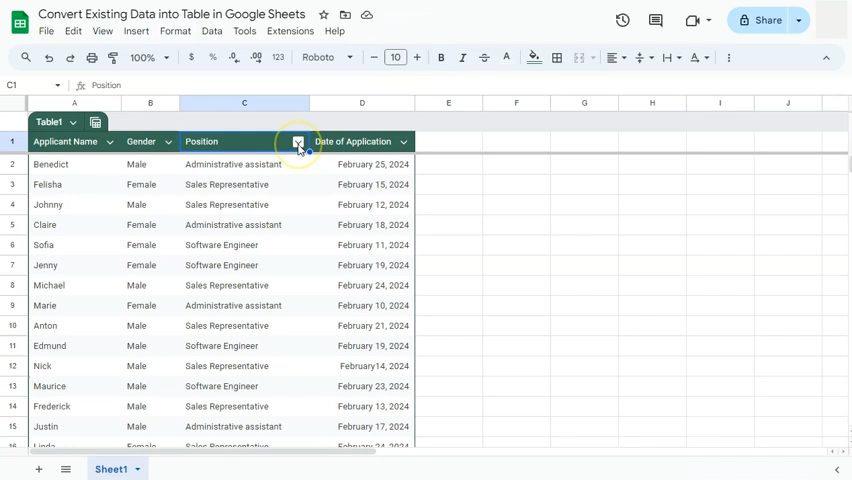 Convert Existing Data into Table in Google Sheets
File Edit View Insert Format Data Tools Extensions Help
Share
100% $ % .0 .00 123 Roboto 10 B I S A
C1 Position
A B C D E F G H I J
Table1
1 Applicant Name Gender Position Date of Application
2 Benedict Male Administrative assistant February 25, 2024
3 Felisha Female Sales Representative February 15, 2024
4 Johnny Male Sales Representative February 12, 2024
5 Claire Female Administrative assistant February 18, 2024
6 Sofia Female Software Engineer February 11, 2024
7 Jenny Female Software Engineer February 19, 2024
8 Michael Male Sales Representative February 24, 2024
9 Marie Female Administrative assistant February 10, 2024
10 Anton Male Sales Representative February 21, 2024
11 Edmund Male Software Engineer February 19, 2024
12 Nick Male Sales Representative February14, 2024
13 Maurice Male Software Engineer February 23, 2024
14 Frederick Male Sales Representative February 13, 2024
15 Justin Male Administrative assistant February 17, 2024
16 Linda Female Sales Representative February 24, 2024
Sheet1